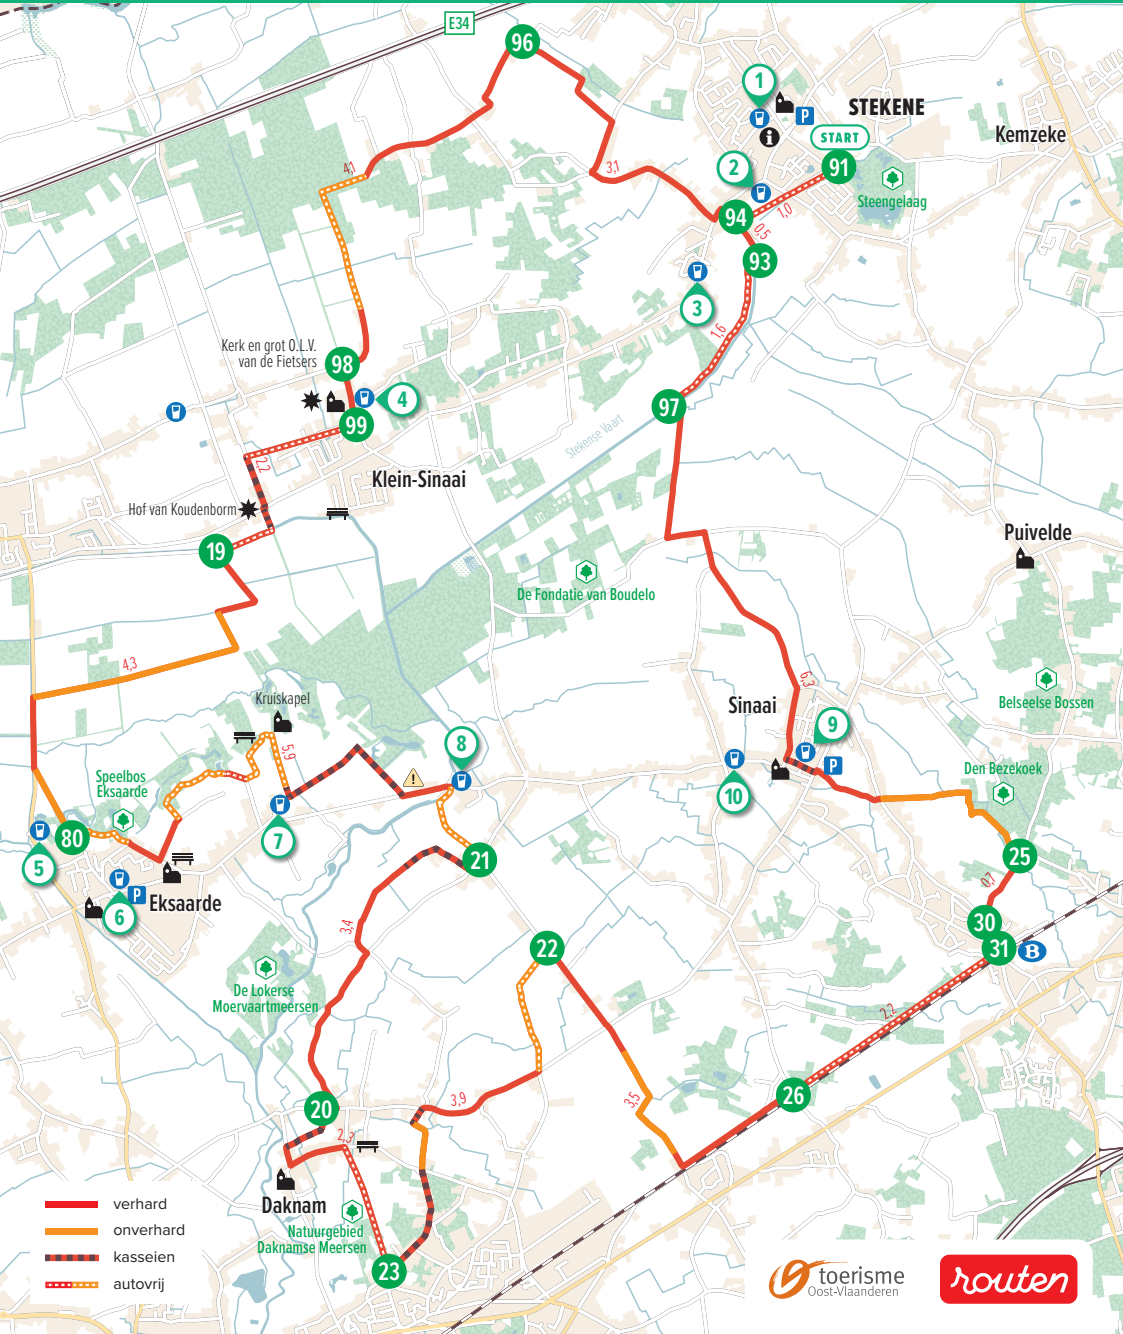 E34
96
1
STEKENE
P
i
START
Kemzeke
4,1
3,1
2
91
Steengelaag
94
1,0
0,5
93
3
1,6
Kerk en grot O.L.V.
van de Fietsers
98
4
97
99
Stekense Vaart
2,2
Klein-Sinaai
Hof van Koudenborm
19
Puivelde
De Fondatie van Boudelo
4,3
6,3
Kruiskapel
Sinaai
Belseelse Bossen
5,9
8
9
P
Den Bezekoek
Speelbos
Eksaarde
!
10
80
7
5
21
25
0,7
P
Eksaarde
6
3,4
30
22
31
B
De Lokerse
Moervaartmeersen
2,2
26
3,9
3,5
20
2,3
Daknam
Natuurgebied
Daknamse Meersen
23
verhard
onverhard
kasseien
autovrij
toerisme
Oost-Vlaanderen
routen